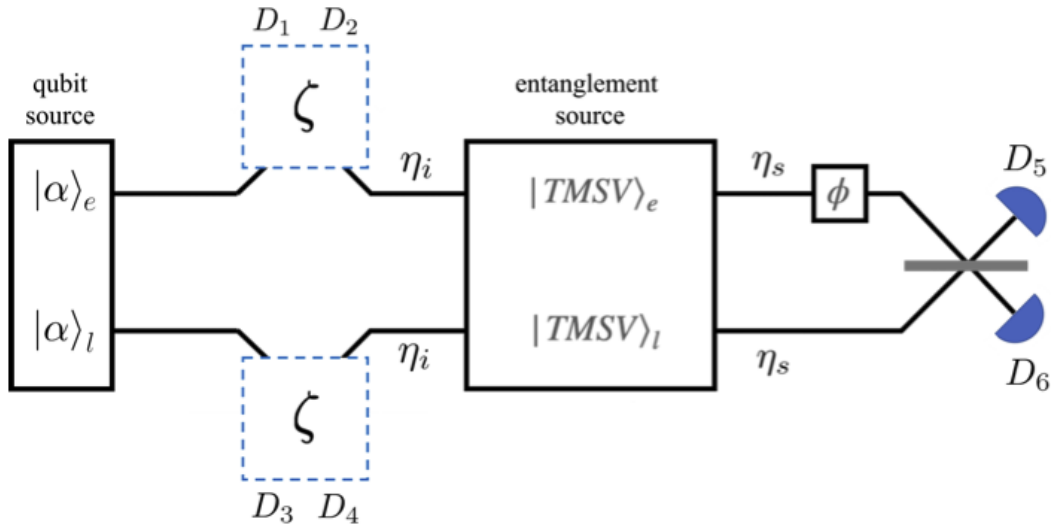 D₁ D₂
qubit
source
ζ
entanglement
source
ηᵢ
ηₛ
D₅
|α⟩ₑ
|TMSV⟩ₑ
ϕ
|α⟩ₗ
|TMSV⟩ₗ
ηᵢ
ηₛ
D₆
ζ
D₃ D₄